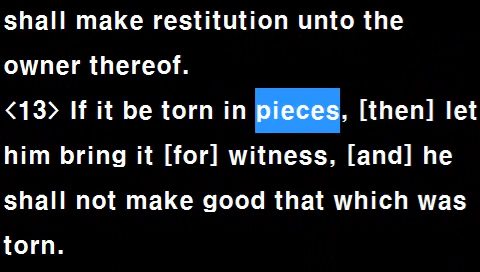 shall make restitution unto the
owner thereof.
<13> If it be torn in pieces, [then] let
him bring it [for] witness, [and] he
shall not make good that which was
torn.